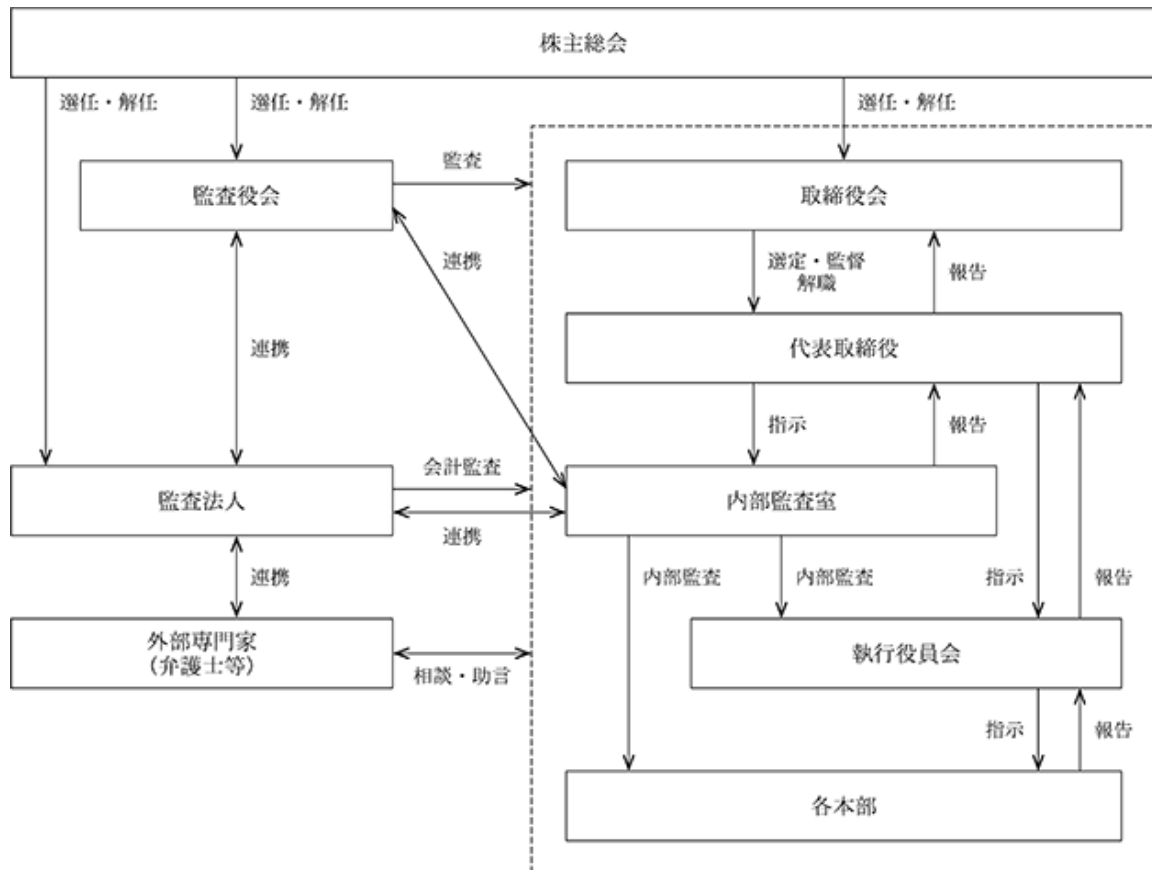 株主総会
選任・解任
選任・解任
選任・解任
監査役会
監査
取締役会
連携
選定・監督
解職
報告
連携
代表取締役
指示
報告
監査法人
会計監査
連携
内部監査室
連携
内部監査
内部監査
指示
報告
外部専門家
(弁護士等)
相談・助言
執行役員会
指示
報告
各本部